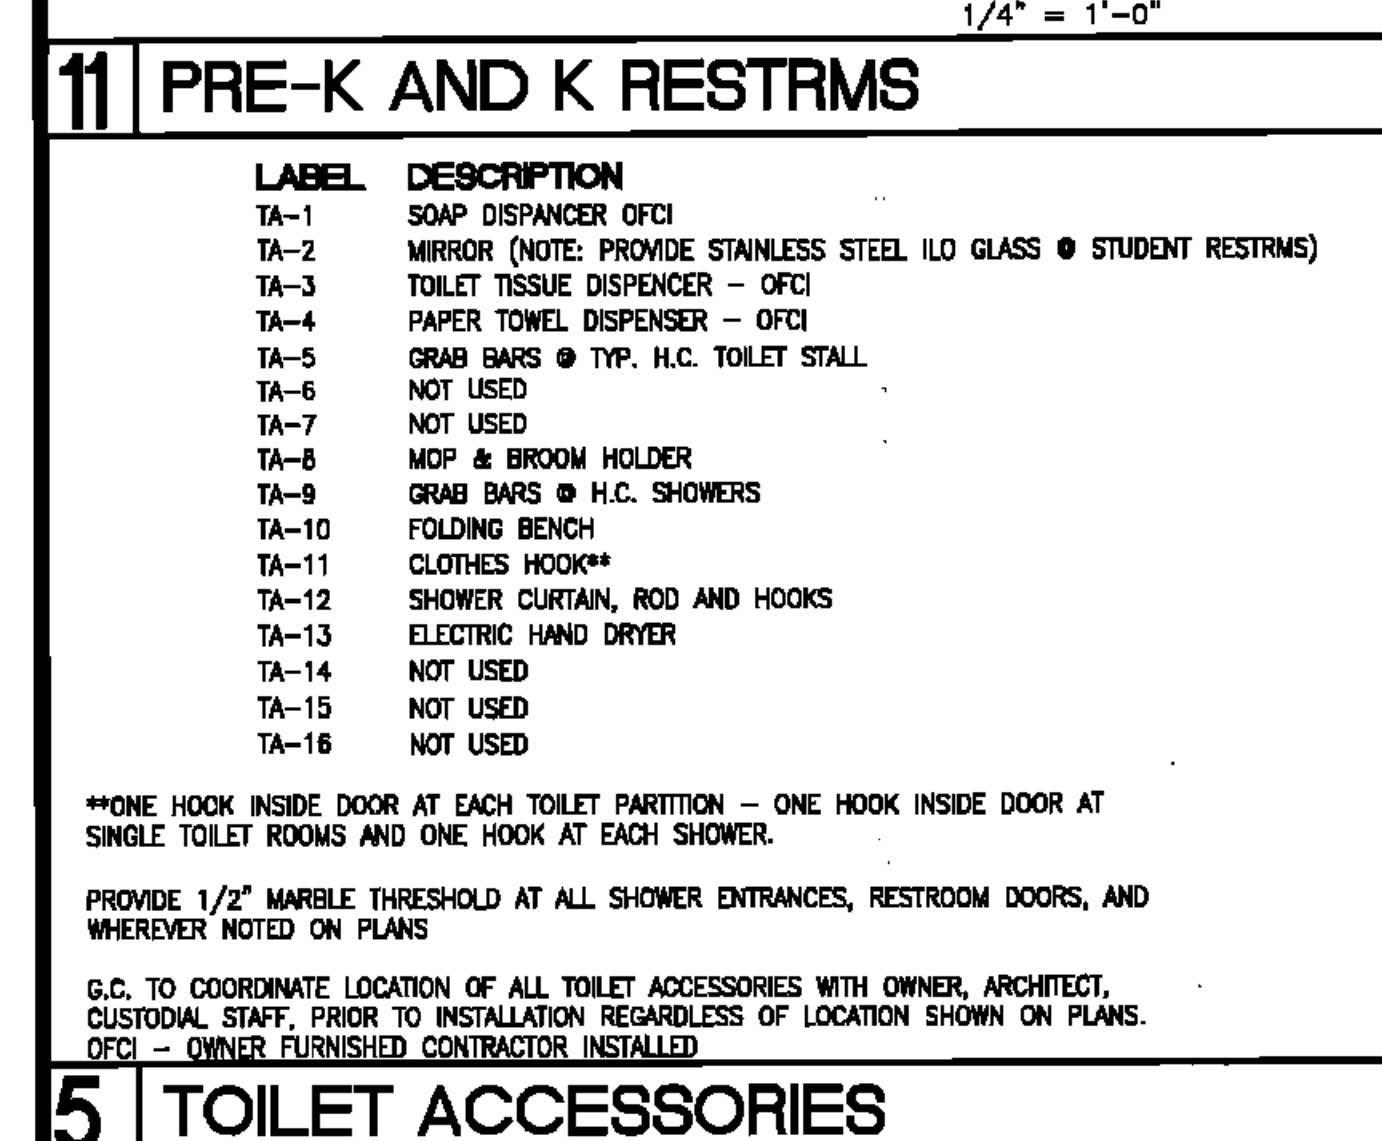 1/4" = 1'-0"
11 PRE-K AND K RESTRMS
LABEL DESCRIPTION
TA-1 SOAP DISPANCER OFCI
TA-2 MIRROR (NOTE: PROVIDE STAINLESS STEEL ILO GLASS @ STUDENT RESTRMS)
TA-3 TOILET TISSUE DISPENCER - OFCI
TA-4 PAPER TOWEL DISPENSER - OFCI
TA-5 GRAB BARS @ TYP. H.C. TOILET STALL
TA-6 NOT USED
TA-7 NOT USED
TA-8 MOP & BROOM HOLDER
TA-9 GRAB BARS @ H.C. SHOWERS
TA-10 FOLDING BENCH
TA-11 CLOTHES HOOK**
TA-12 SHOWER CURTAIN, ROD AND HOOKS
TA-13 ELECTRIC HAND DRYER
TA-14 NOT USED
TA-15 NOT USED
TA-16 NOT USED
**ONE HOOK INSIDE DOOR AT EACH TOILET PARTITION - ONE HOOK INSIDE DOOR AT
SINGLE TOILET ROOMS AND ONE HOOK AT EACH SHOWER.
PROVIDE 1/2" MARBLE THRESHOLD AT ALL SHOWER ENTRANCES, RESTROOM DOORS, AND
WHEREVER NOTED ON PLANS
G.C. TO COORDINATE LOCATION OF ALL TOILET ACCESSORIES WITH OWNER, ARCHITECT,
CUSTODIAL STAFF, PRIOR TO INSTALLATION REGARDLESS OF LOCATION SHOWN ON PLANS.
OFCI - OWNER FURNISHED CONTRACTOR INSTALLED
5 TOILET ACCESSORIES